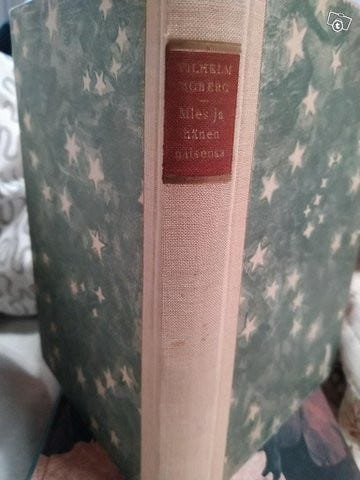 VILHELM
MOBERG
Mies ja
hänen
naisensa